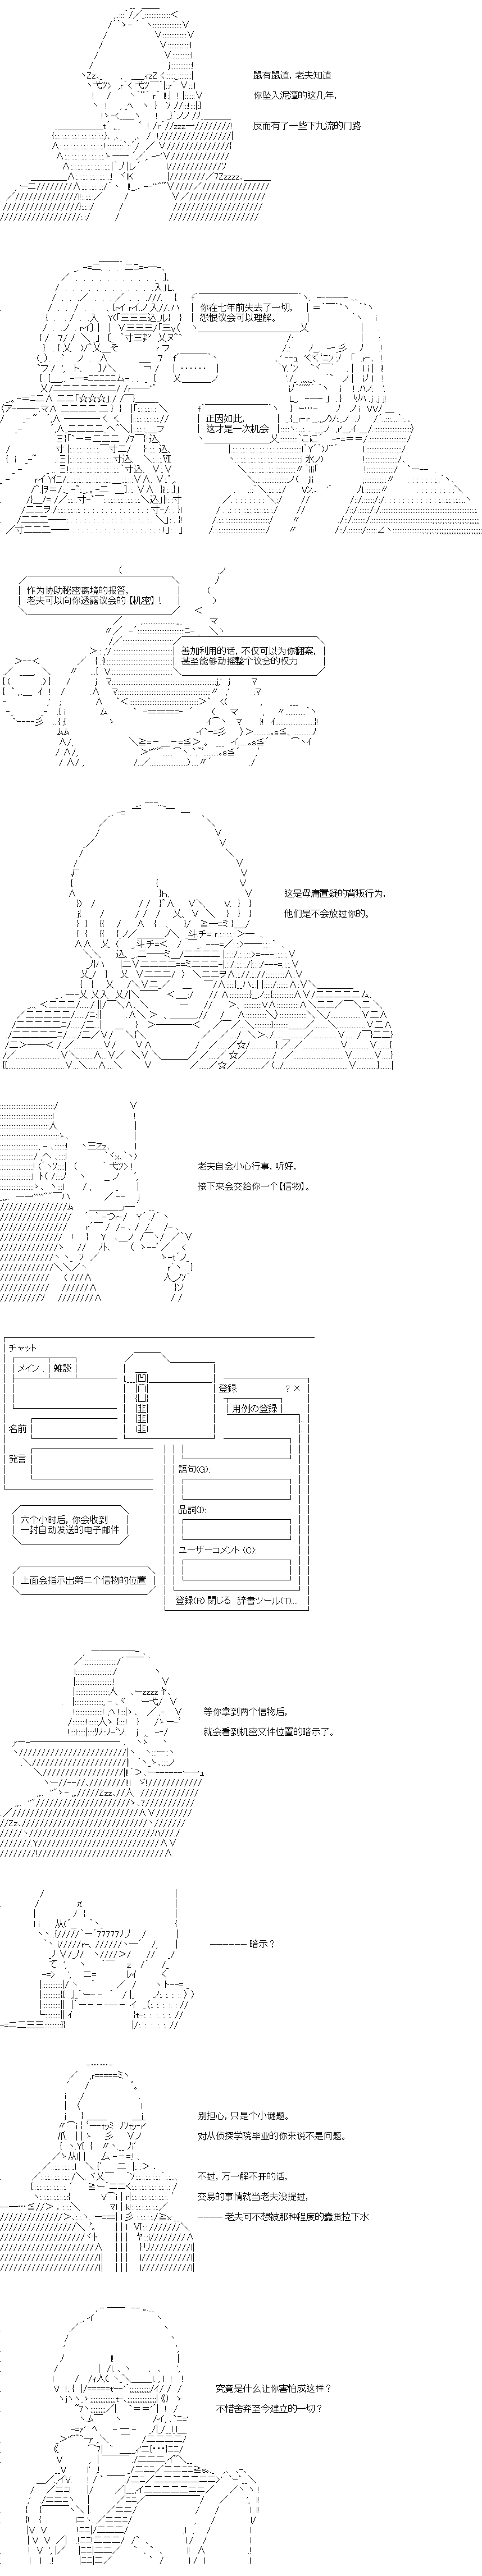 鼠有鼠道，老夫知道
你坠入泥潭的这几年，
反而有了一些下九流的门路
你在七年前失去了一切，
怨恨议会可以理解。
・・・・・・
正因如此，
这才是一次机会
作为协助秘密离境的报答，
老夫可以向你透露议会的【机密】！
善加利用的话，不仅可以为你翻案，
甚至能够动摇整个议会的权力
这是毋庸置疑的背叛行为，
他们是不会放过你的。
老夫自会小心行事，听好，
接下来会交给你一个【信物】。
チャット
メイン
雑談
登録
? ×
用例の登録
名前
発言
語句(G):
品詞(I):
六个小时后，你会收到
一封自动发送的电子邮件
ユーザーコメント (C):
上面会指示出第二个信物的位置
登録(R) 閉じる 辞書ツール(T)...
等你拿到两个信物后，
就会看到机密文件位置的暗示了。
－－－－－－ 暗示？
别担心，只是个小谜题。
对从侦探学院毕业的你来说不是问题。
不过，万一解不开的话，
交易的事情就当老夫没提过，
－－－－ 老夫可不想被那种程度的蠢货拉下水
究竟是什么让你害怕成这样？
不惜舍弃至今建立的一切？